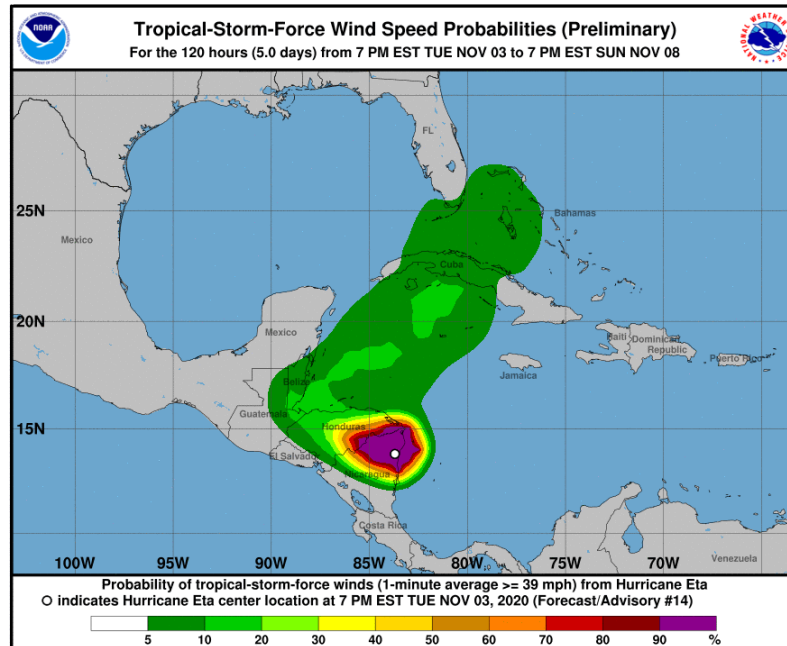 NOAA
Tropical-Storm-Force Wind Speed Probabilities (Preliminary)
For the 120 hours (5.0 days) from 7 PM EST TUE NOV 03 to 7 PM EST SUN NOV 08
FL
25N
Bahamas
Mexico
Cuba
20N
Mexico
Haiti
Dominican
Republic
Puerto Rico
Jamaica
Belize
Guatemala
15N
Honduras
El Salvador
Nicaragua
Costa Rica
Venezuela
100W 95W 90W 85W 80W 75W 70W
Probability of tropical-storm-force winds (1-minute average >= 39 mph) from Hurricane Eta
indicates Hurricane Eta center location at 7 PM EST TUE NOV 03, 2020 (Forecast/Advisory #14)
5 10 20 30 40 50 60 70 80 90 %